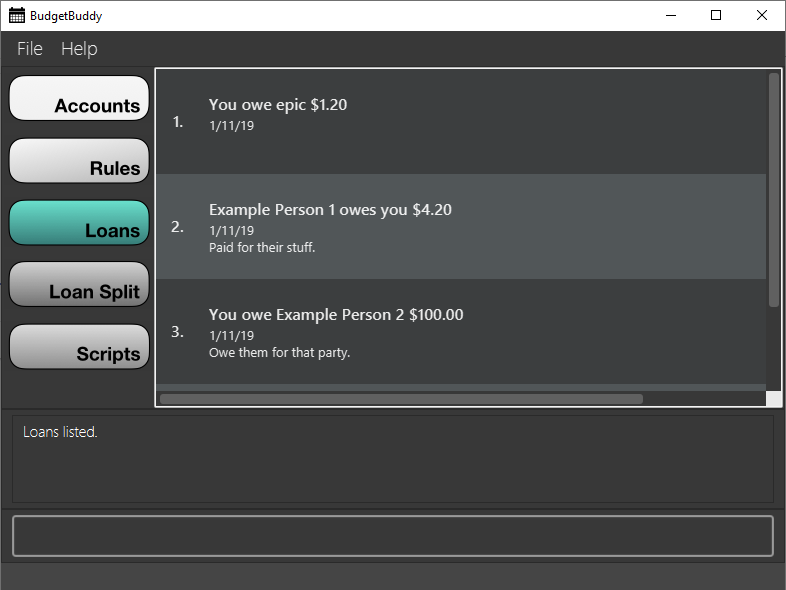 BudgetBuddy
File Help
Accounts
Rules
Loans
Loan Split
Scripts
1.
You owe epic $1.20
1/11/19
2.
Example Person 1 owes you $4.20
1/11/19
Paid for their stuff.
3.
You owe Example Person 2 $100.00
1/11/19
Owe them for that party.
Loans listed.